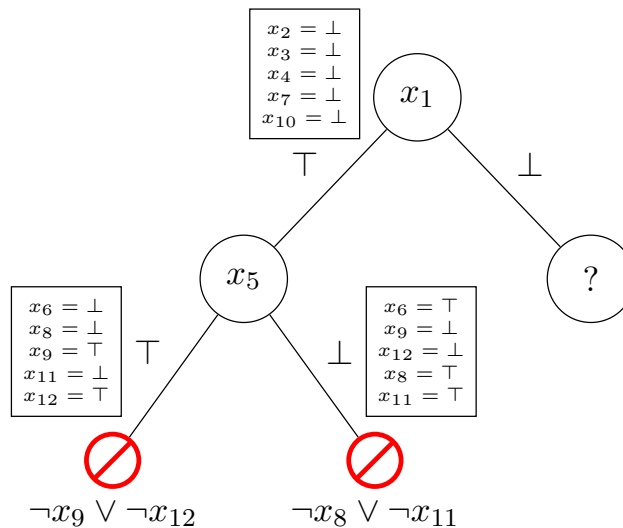 x₂ = ⊥
x₃ = ⊥
x₄ = ⊥
x₇ = ⊥
x₁₀ = ⊥
x₁
⊤
⊥
x₅
?
x₆ = ⊥
x₈ = ⊥
x₉ = ⊤
x₁₁ = ⊥
x₁₂ = ⊤
⊤
⊥
x₆ = ⊤
x₉ = ⊥
x₁₂ = ⊥
x₈ = ⊤
x₁₁ = ⊤
¬x₉ ∨ ¬x₁₂
¬x₈ ∨ ¬x₁₁